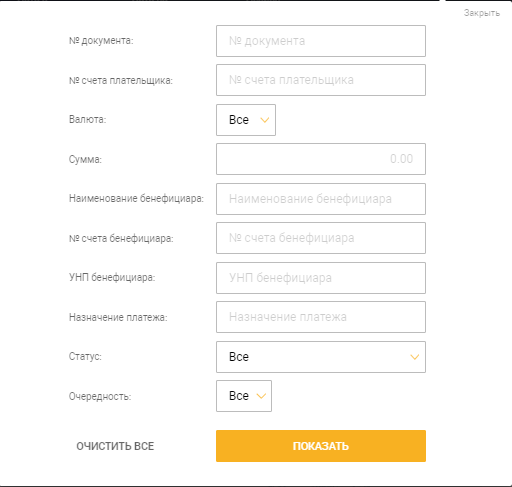 Закрыть
№ документа: № документа
№ счета плательщика: № счета плательщика
Валюта: Все
Сумма: 0.00
Наименование бенефициара: Наименование бенефициара
№ счета бенефициара: № счета бенефициара
УНП бенефициара: УНП бенефициара
Назначение платежа: Назначение платежа
Статус: Все
Очередность: Все
ОЧИСТИТЬ ВСЕ ПОКАЗАТЬ